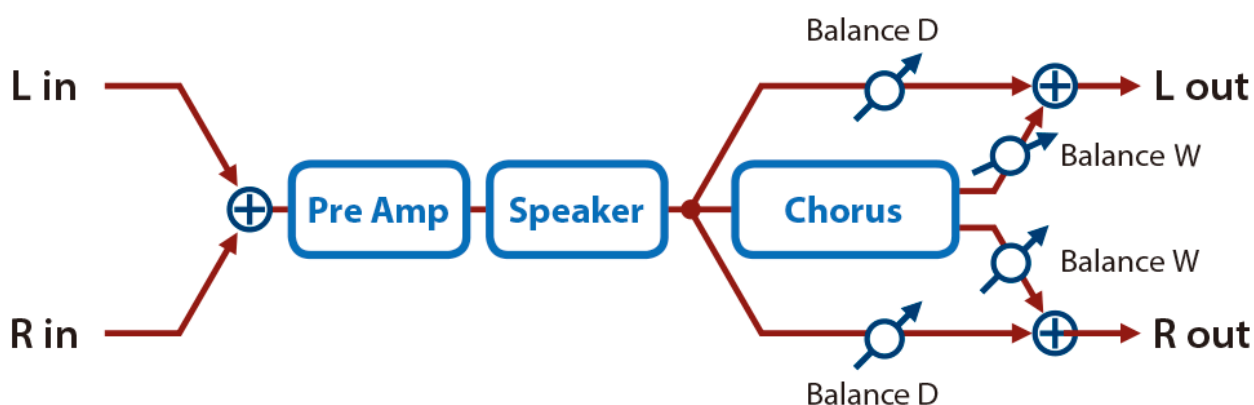 Balance D
L in
L out
Balance W
Pre Amp
Speaker
Chorus
Balance W
R in
R out
Balance D